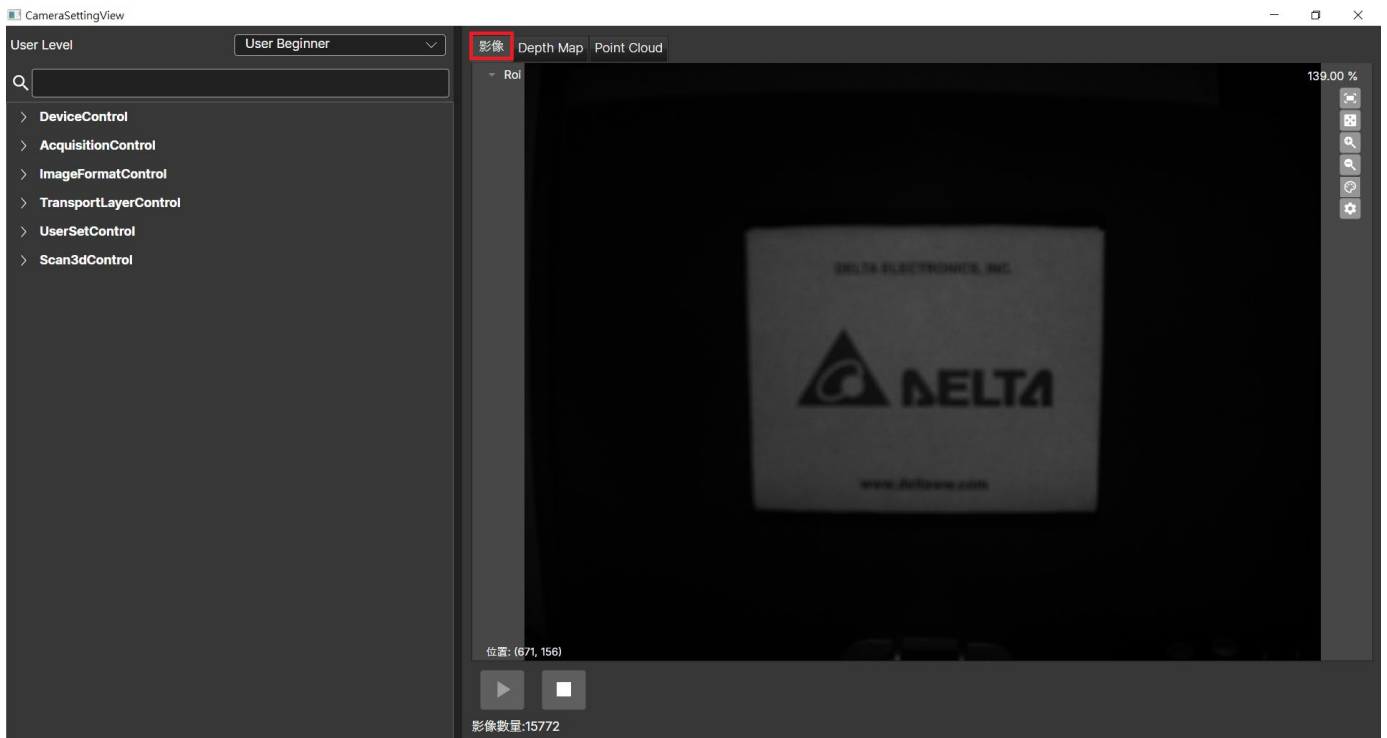 CameraSettingView
User Level
User Beginner
DeviceControl
AcquisitionControl
ImageFormatControl
TransportLayerControl
UserSetControl
Scan3dControl
影像
Depth Map
Point Cloud
Roi
139.00 %
DELTA ELECTRONICS, INC.
DELTA
www.deltaww.com
位置: (671, 156)
影像數量:15772